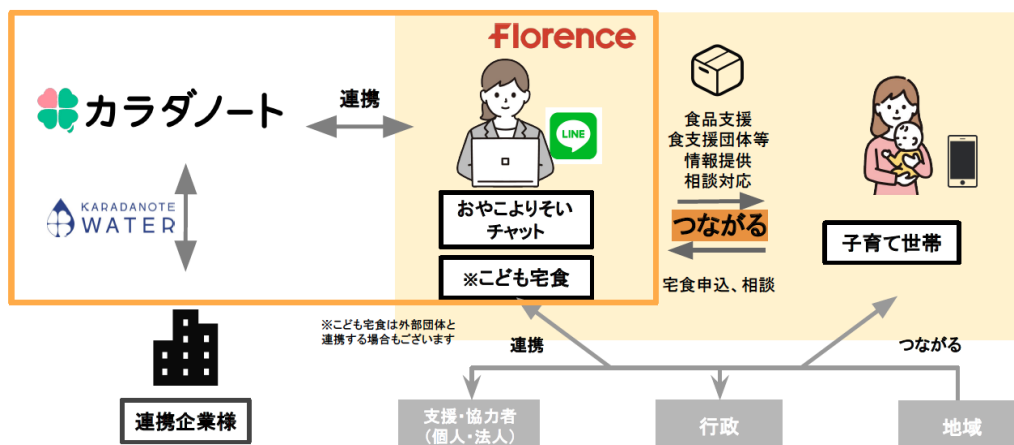 Florence
カラダノート
連携
LINE
食品支援
食支援団体等
情報提供
相談対応
KARADANOTE
WATER
おやこよりそい
チャット
つながる
子育て世帯
※こども宅食
宅食申込、相談
※こども宅食は外部団体と
連携する場合もございます
連携
つながる
連携企業様
支援・協力者
（個人・法人）
行政
地域